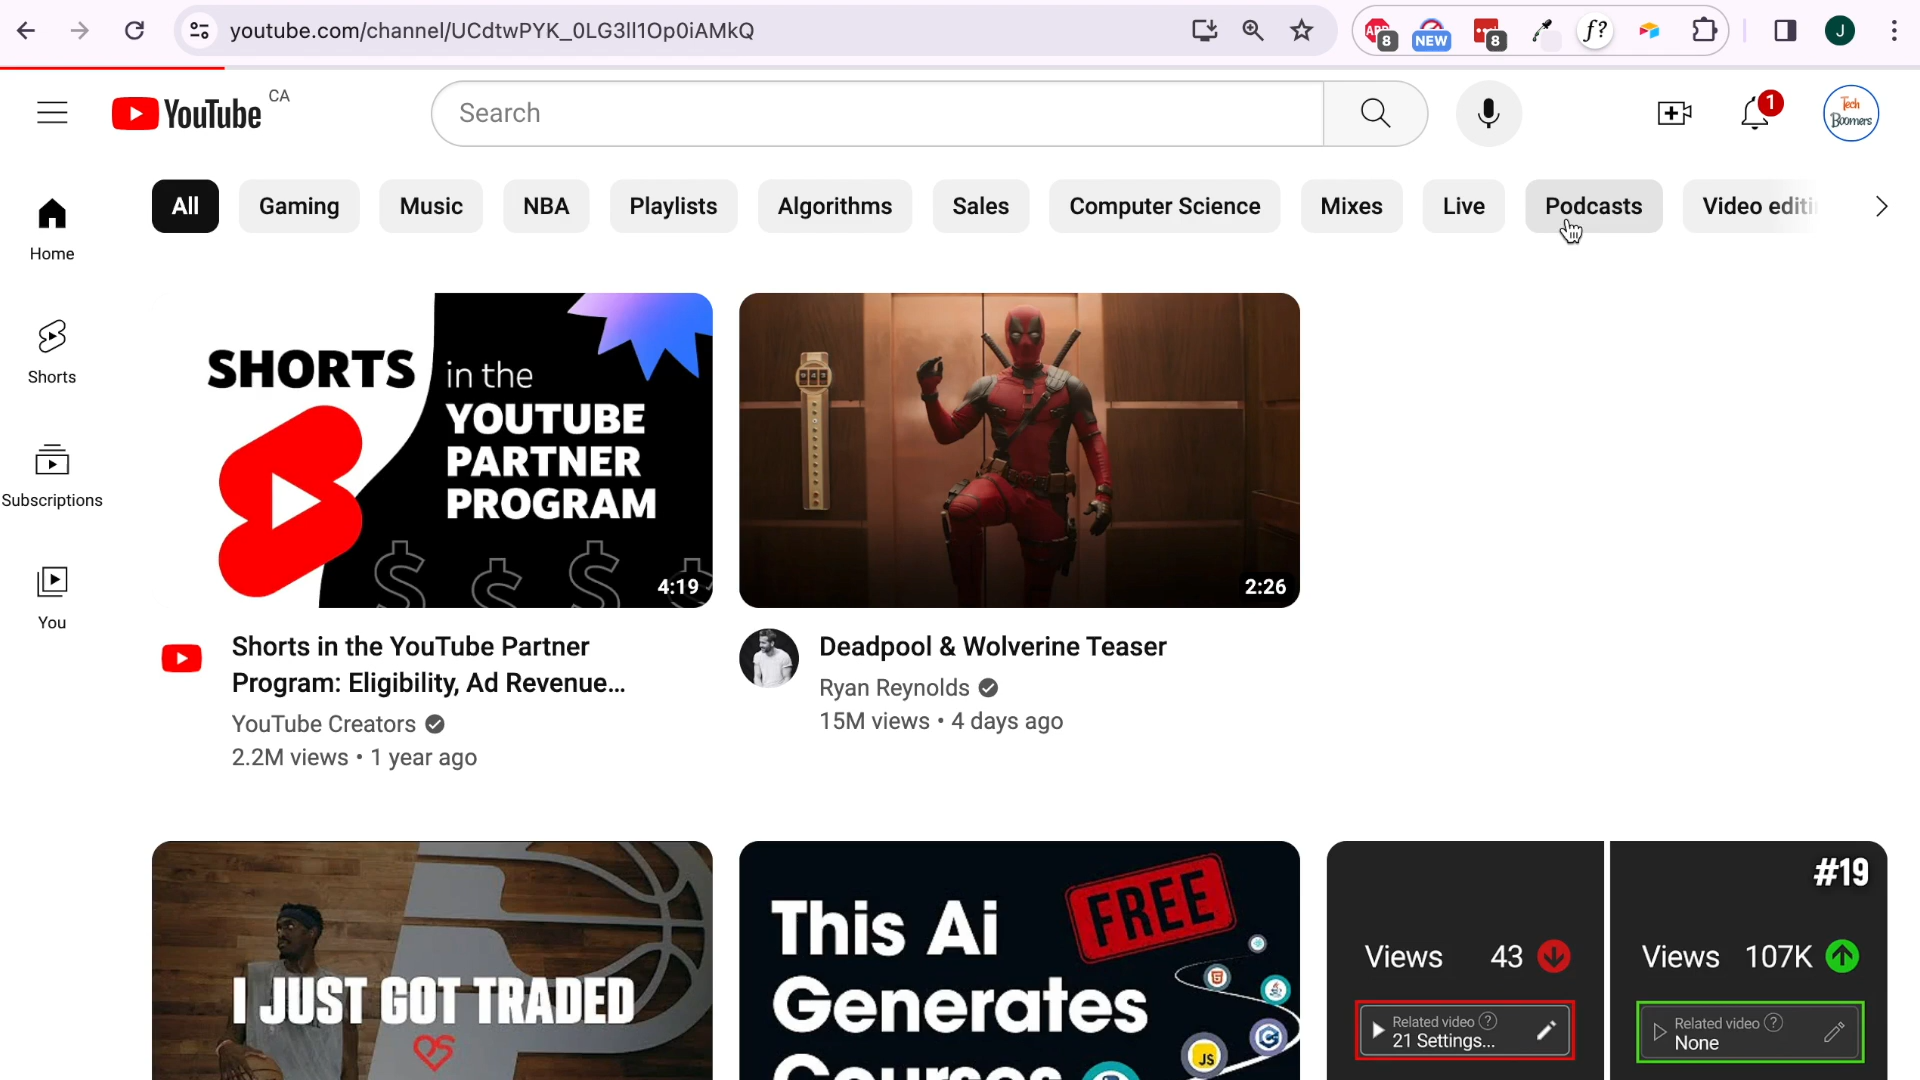 youtube.com/channel/UCdtwPYK_0LG3ll1Op0iAMkQ
ABP 8 NEW 8 f? J
YouTube CA
Search
1
Tech
Boomers
All Gaming Music NBA Playlists Algorithms Sales Computer Science Mixes Live Podcasts Video editi
Home
Shorts
Subscriptions
You
SHORTS in the
YOUTUBE
PARTNER
PROGRAM
4:19
2:26
Shorts in the YouTube Partner
Program: Eligibility, Ad Revenue...
YouTube Creators
2.2M views • 1 year ago
Deadpool & Wolverine Teaser
Ryan Reynolds
15M views • 4 days ago
I JUST GOT TRADED
This Ai
Generates
Courses
FREE
JS
#19
Views 43
Related video ?
21 Settings...
Views 107K
Related video ?
None